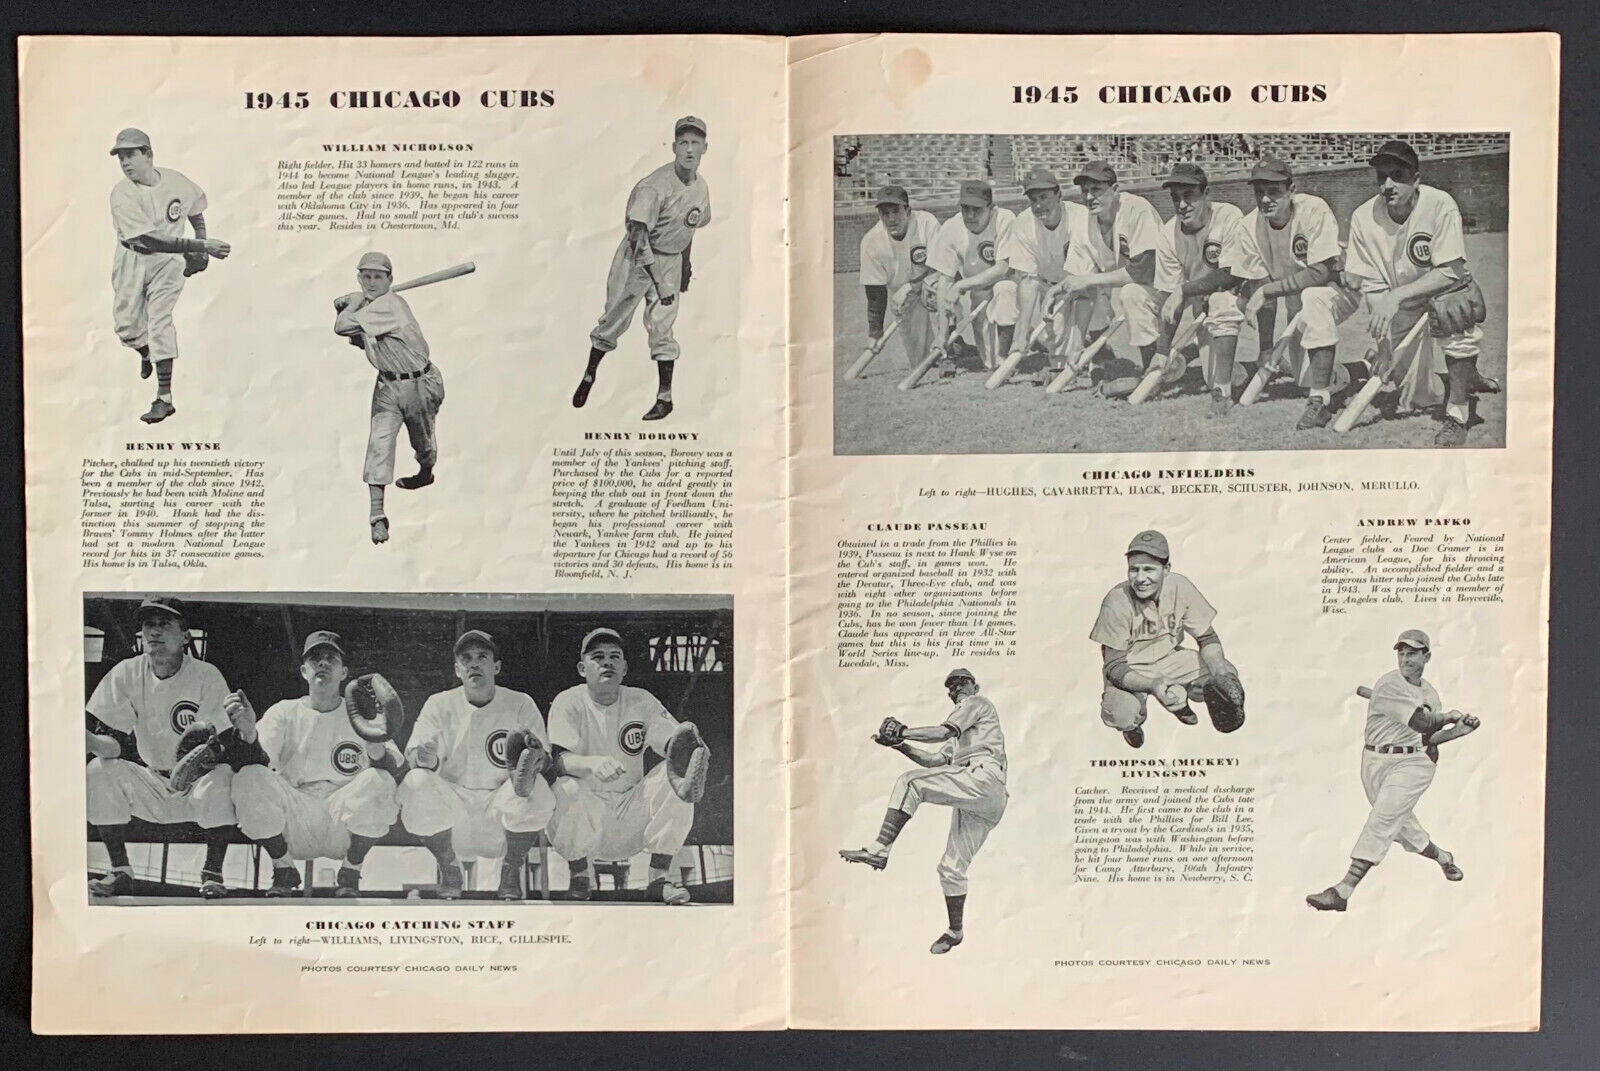 1945 CHICAGO CUBS
WILLIAM NICHOLSON
Right fielder. Hit 33 homers and batted in 122 runs in
1944 to become National League's leading slugger.
Also led League players in home runs, in 1943. A
member of the club since 1939, he began his career
with Oklahoma City in 1936. Has appeared in four
All-Star games. Had no small part in club's success
this year. Resides in Chestertown, Md.
HENRY WYSE
Pitcher, chalked up his twentieth victory
for the Cubs in mid-September. Has
been a member of the club since 1942.
Previously he had been with Moline and
Tulsa, starting his career with the
former in 1940. Hank had the dis-
tinction this summer of stopping the
Braves' Tommy Holmes after the latter
had set a modern National League
record for hits in 37 consecutive games.
His home is in Tulsa, Okla.
HENRY BOROWY
Until July of this season, Borowy was a
member of the Yankees' pitching staff.
Purchased by the Cubs for a reported
price of $100,000, he aided greatly in
keeping the club out in front down the
stretch. A graduate of Fordham Uni-
versity, where he pitched brilliantly, he
began his professional career with
Newark, Yankee farm club. He joined
the Yankees in 1942 and up to his
departure for Chicago had a record of 56
victories and 30 defeats. His home is in
Bloomfield, N. J.
CUBS
CUBS
CUB
CUBS
CUBS
CUBS
CHICAGO CATCHING STAFF
Left to right—WILLIAMS, LIVINGSTON, RICE, GILLESPIE.
PHOTOS COURTESY CHICAGO DAILY NEWS
1945 CHICAGO CUBS
CHICAGO INFIELDERS
Left to right—HUGHES, CAVARRETTA, HACK, BECKER, SCHUSTER, JOHNSON, MERULLO.
CLAUDE PASSEAU
Obtained in a trade from the Phillies in
1939, Passeau is next to Hank Wyse on
the Cub's staff, in games won. He
entered organized baseball in 1932 with
the Decatur, Three-Eye club, and was
with eight other organizations before
going to the Philadelphia Nationals in
1936. In no season, since joining the
Cubs, has he won fewer than 14 games.
Claude has appeared in three All-Star
games but this is his first time in a
World Series line-up. He resides in
Lucedale, Miss.
CHICAG
THOMPSON (MICKEY)
LIVINGSTON
Catcher. Received a medical discharge
from the army and joined the Cubs late
in 1944. He first came to the club in a
trade with the Phillies for Bill Lee.
Given a tryout by the Cardinals in 1935,
Livingston was with Washington before
going to Philadelphia. While in service,
he hit four home runs on one afternoon
for Camp Atterbury, 106th Infantry
Nine. His home is in Newberry, S. C.
ANDREW PAFKO
Center fielder. Feared by National
League clubs as Doc Cramer is in
American League, for his throwing
ability. An accomplished fielder and a
dangerous hitter who joined the Cubs late
in 1943. Was previously a member of
Los Angeles club. Lives in Boyceville,
Wisc.
PHOTOS COURTESY CHICAGO DAILY NEWS